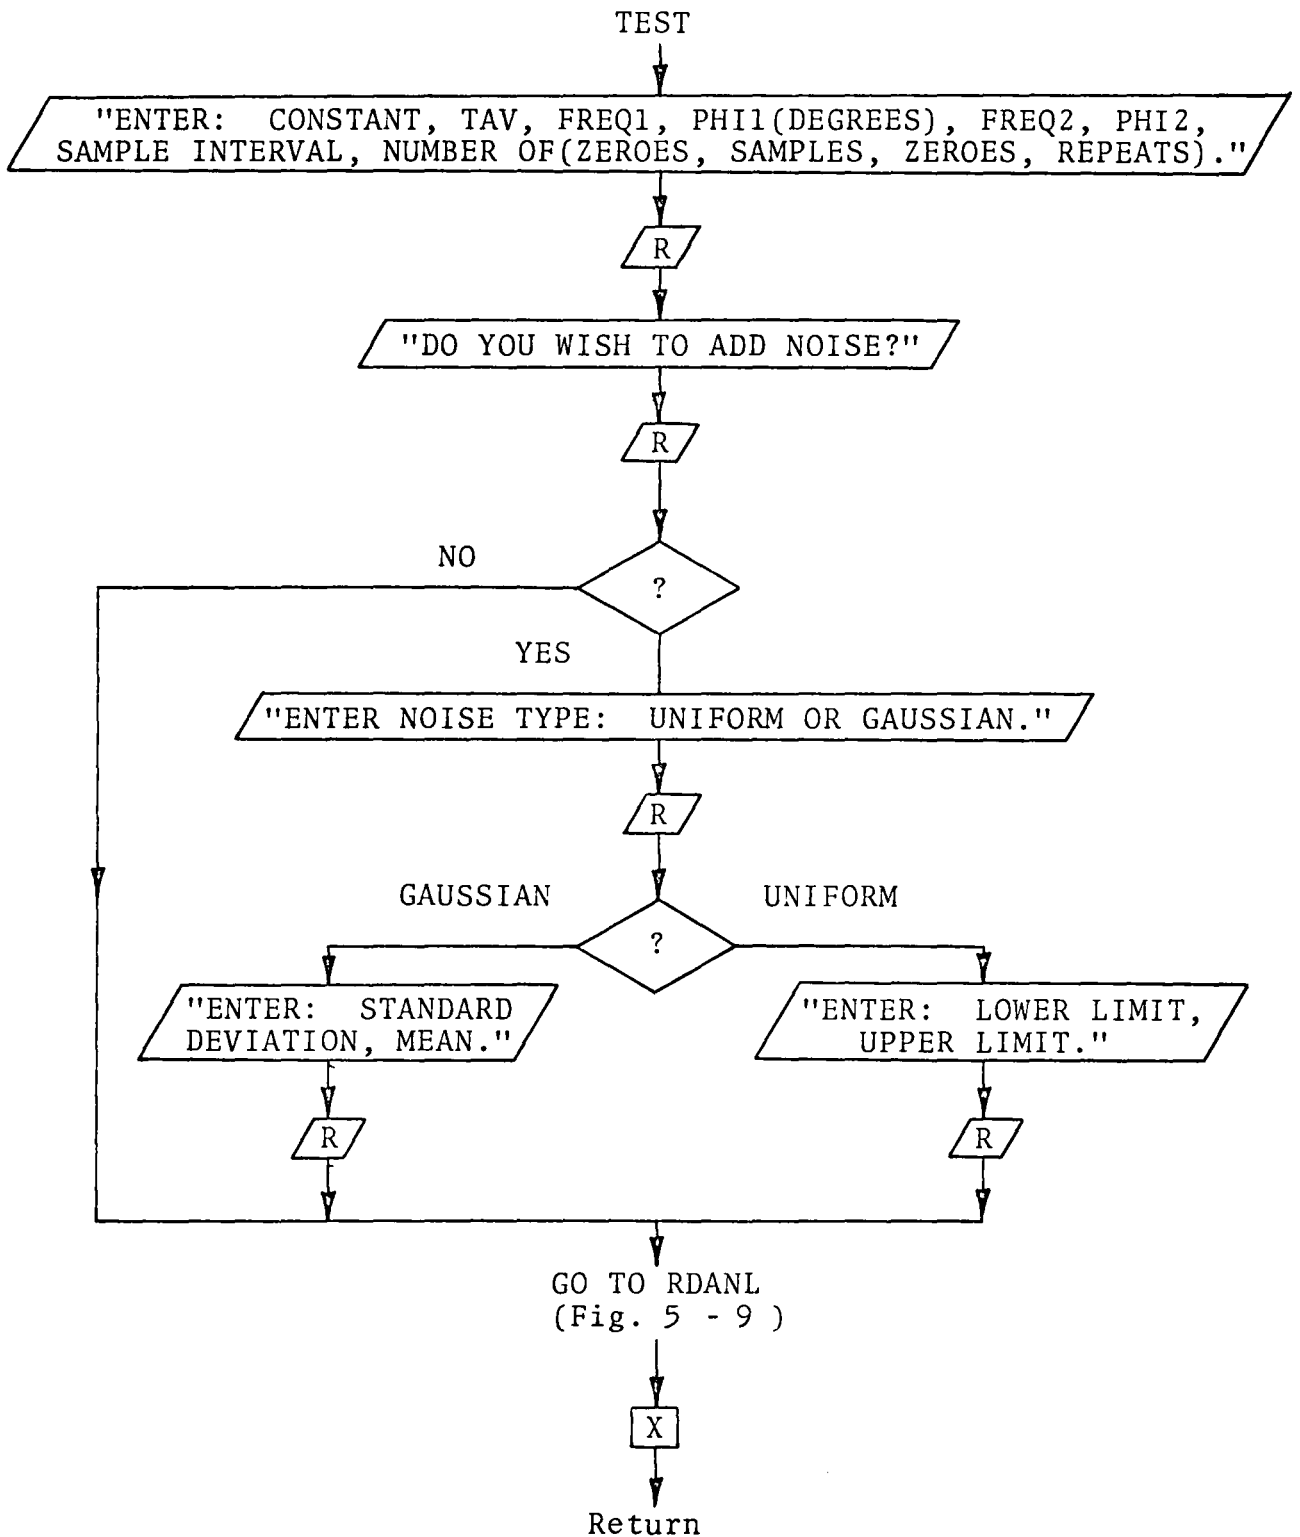 TEST
"ENTER: CONSTANT, TAV, FREQ1, PHI1(DEGREES), FREQ2, PHI2,
SAMPLE INTERVAL, NUMBER OF(ZEROES, SAMPLES, ZEROES, REPEATS)."
R
"DO YOU WISH TO ADD NOISE?"
R
?
NO
YES
"ENTER NOISE TYPE: UNIFORM OR GAUSSIAN."
R
GAUSSIAN
UNIFORM
?
"ENTER: STANDARD
DEVIATION, MEAN."
"ENTER: LOWER LIMIT,
UPPER LIMIT."
R
R
GO TO RDANL
(Fig. 5 - 9 )
X
Return